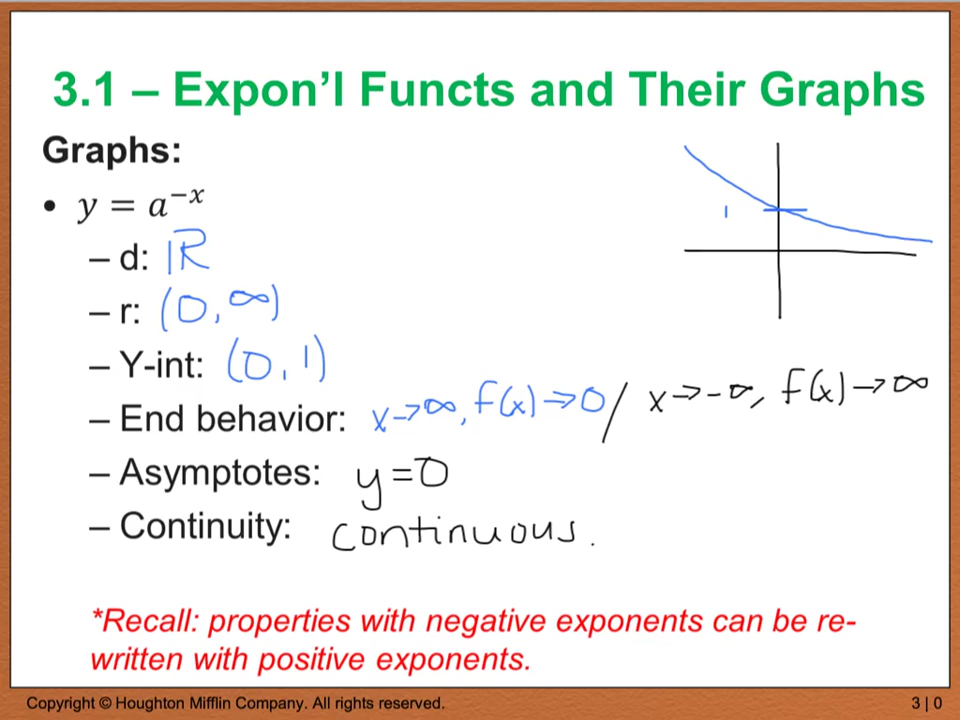 3.1 – Expon'l Functs and Their Graphs
Graphs:
• y = a⁻ˣ
– d: ℝ
– r: (0, ∞)
1
– Y-int: (0, 1)
– End behavior: x→∞, f(x)→0 / x→-∞, f(x)→∞
– Asymptotes: y=0
– Continuity: continuous.
*Recall: properties with negative exponents can be re-
written with positive exponents.
Copyright © Houghton Mifflin Company. All rights reserved.
3 | 0